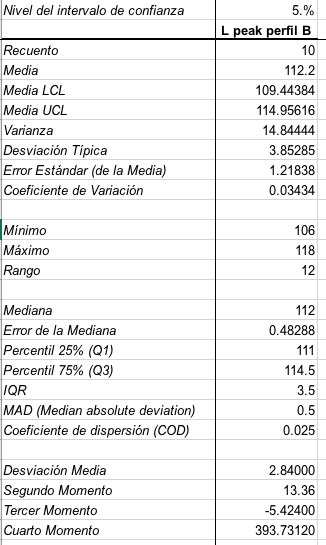 Nivel del intervalo de confianza 5.%
L peak perfil B
Recuento 10
Media 112.2
Media LCL 109.44384
Media UCL 114.95616
Varianza 14.84444
Desviación Típica 3.85285
Error Estándar (de la Media) 1.21838
Coeficiente de Variación 0.03434
Mínimo 106
Máximo 118
Rango 12
Mediana 112
Error de la Mediana 0.48288
Percentil 25% (Q1) 111
Percentil 75% (Q3) 114.5
IQR 3.5
MAD (Median absolute deviation) 0.5
Coeficiente de dispersión (COD) 0.025
Desviación Media 2.84000
Segundo Momento 13.36
Tercer Momento -5.42400
Cuarto Momento 393.73120